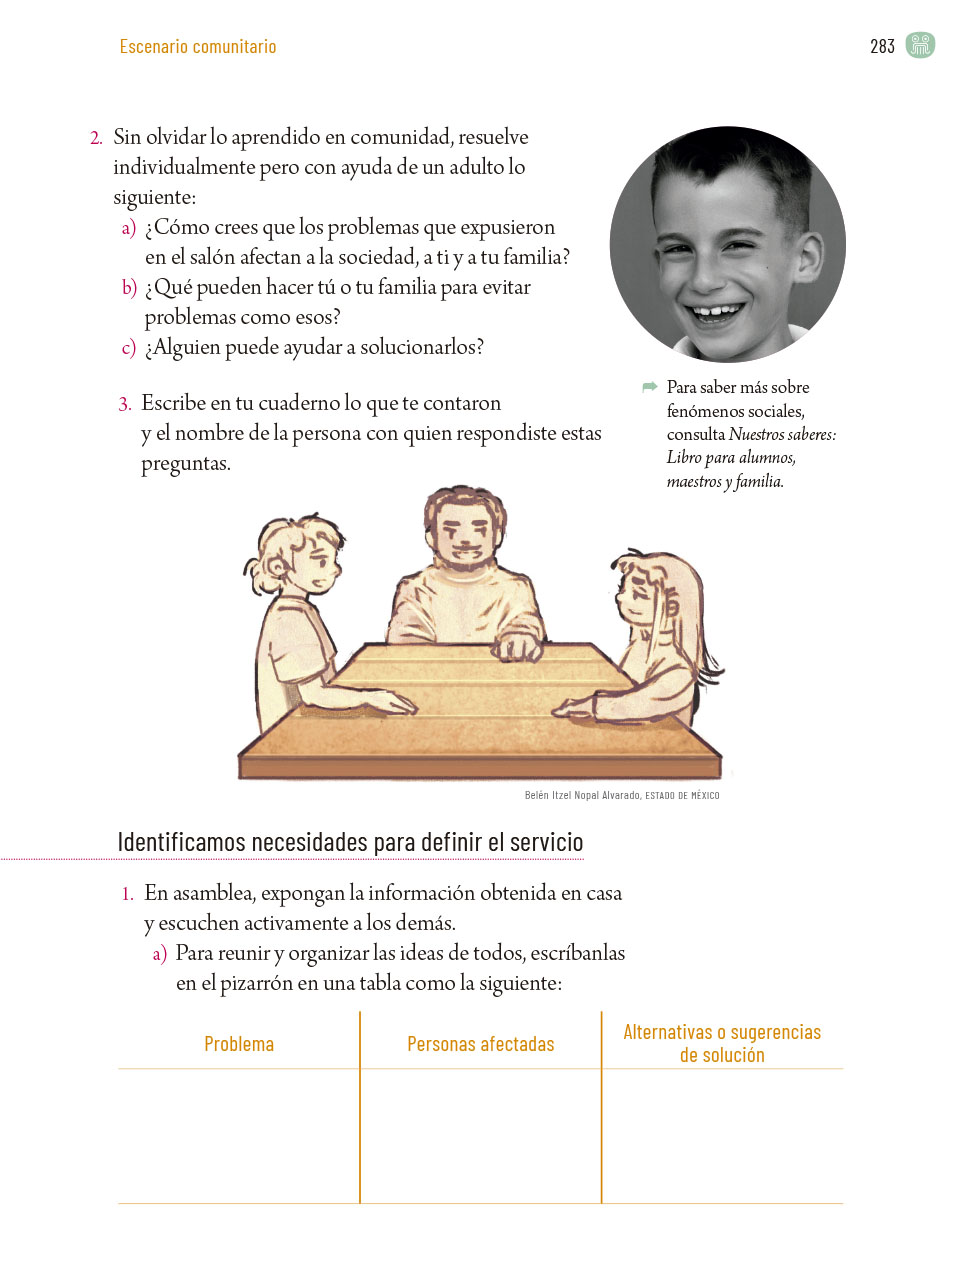 Escenario comunitario
283
2. Sin olvidar lo aprendido en comunidad, resuelve
individualmente pero con ayuda de un adulto lo
siguiente:
a) ¿Cómo crees que los problemas que expusieron
en el salón afectan a la sociedad, a ti y a tu familia?
b) ¿Qué pueden hacer tú o tu familia para evitar
problemas como esos?
c) ¿Alguien puede ayudar a solucionarlos?
3. Escribe en tu cuaderno lo que te contaron
y el nombre de la persona con quien respondiste estas
preguntas.
Para saber más sobre
fenómenos sociales,
consulta Nuestros saberes:
Libro para alumnos,
maestros y familia.
Belén Itzel Nopal Alvarado, ESTADO DE MÉXICO
Identificamos necesidades para definir el servicio
1. En asamblea, expongan la información obtenida en casa
y escuchen activamente a los demás.
a) Para reunir y organizar las ideas de todos, escríbanlas
en el pizarrón en una tabla como la siguiente:
Problema
Personas afectadas
Alternativas o sugerencias
de solución